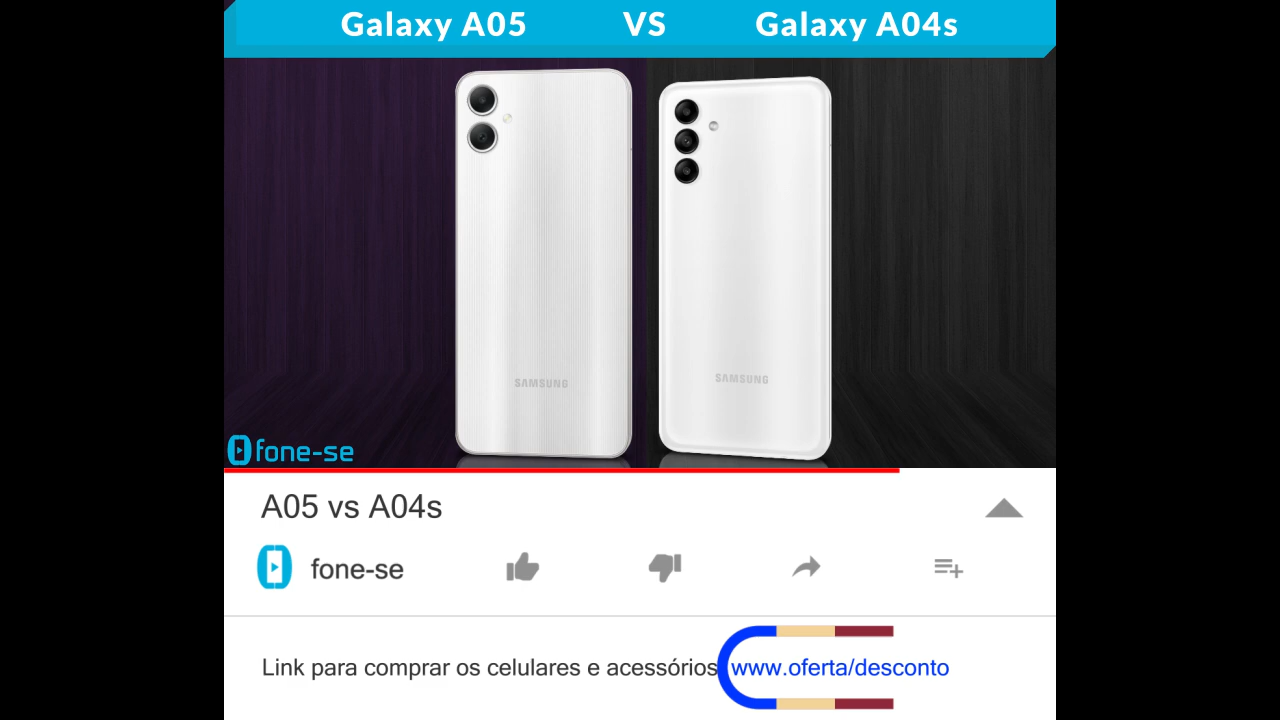 Galaxy A05 VS Galaxy A04s
SAMSUNG SAMSUNG
fone-se
A05 vs A04s
fone-se
Link para comprar os celulares e acessórios www.oferta/desconto